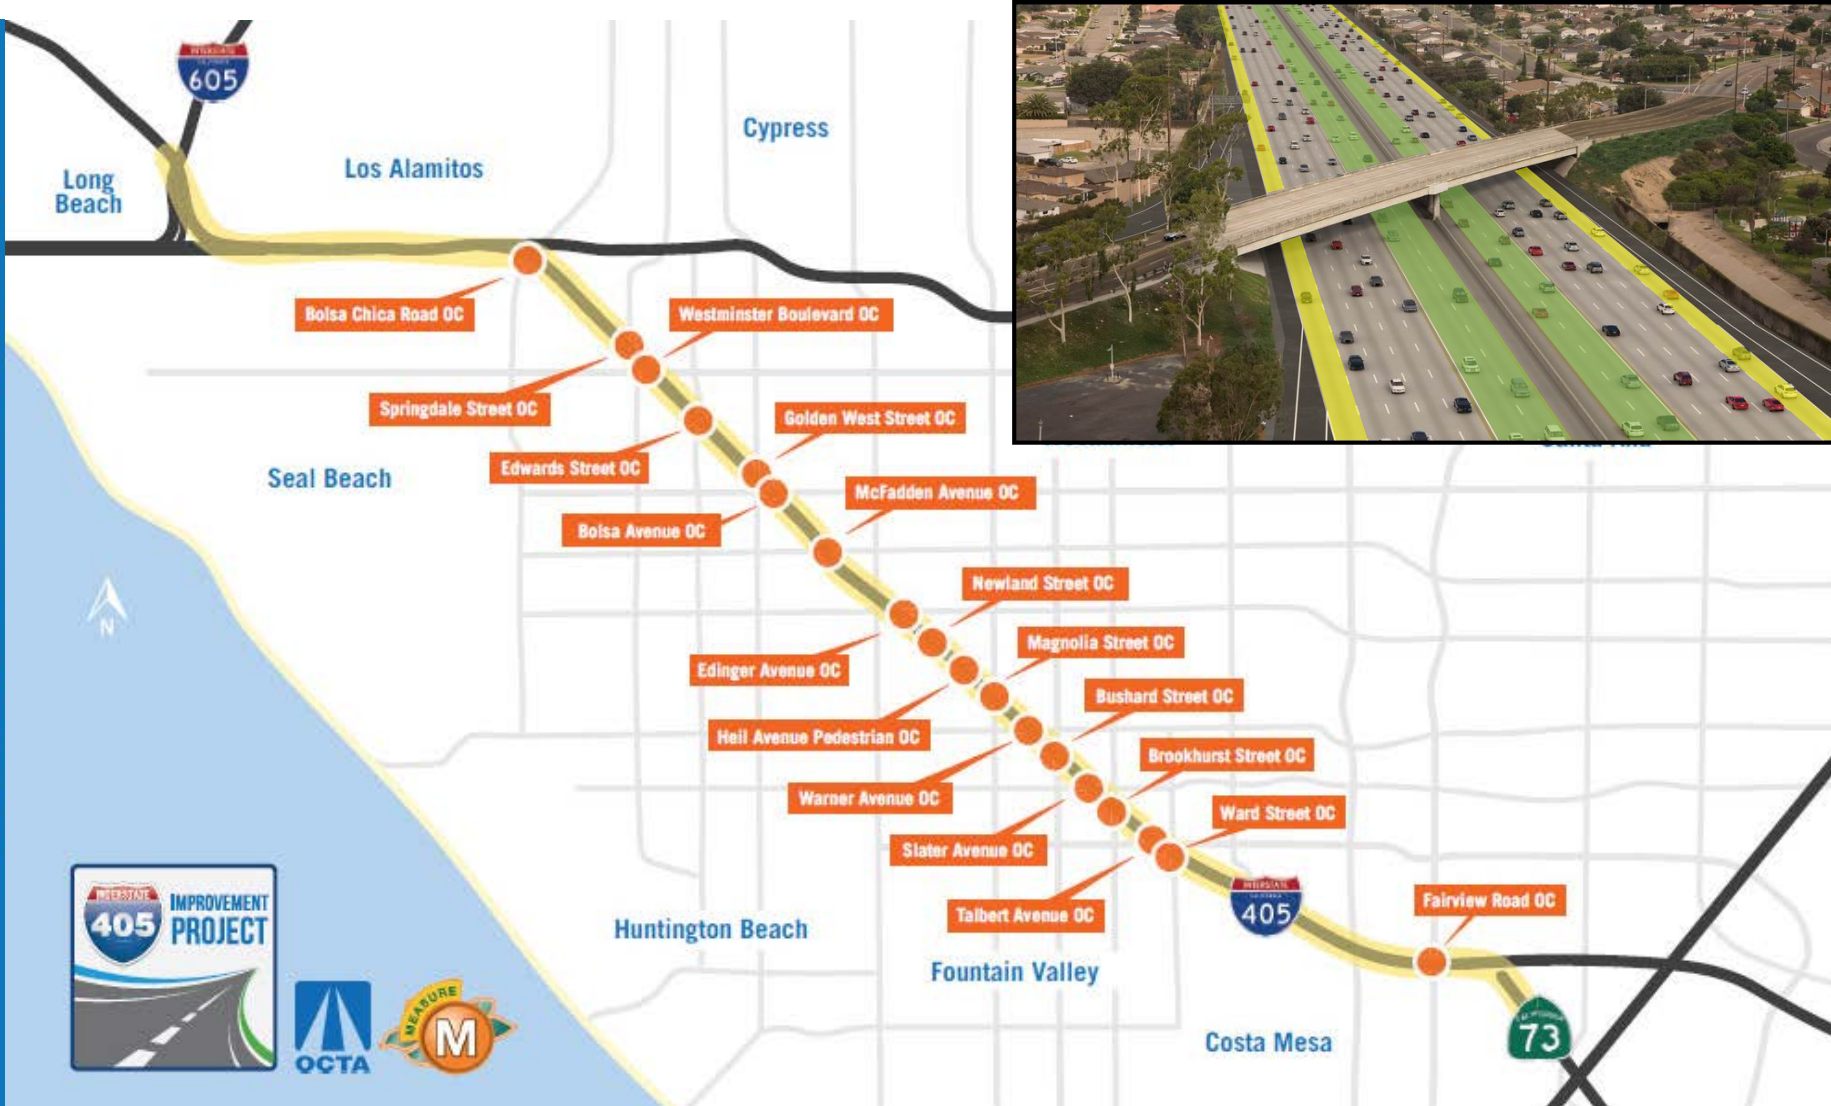 INTERSTATE
CALIFORNIA
605
Cypress
Los Alamitos
Long
Beach
Bolsa Chica Road OC
Westminster Boulevard OC
Springdale Street OC
Golden West Street OC
Edwards Street OC
Seal Beach
McFadden Avenue OC
Bolsa Avenue OC
Newland Street OC
N
Magnolia Street OC
Edinger Avenue OC
Bushard Street OC
Heil Avenue Pedestrian OC
Brookhurst Street OC
Warner Avenue OC
Ward Street OC
Slater Avenue OC
INTERSTATE
CALIFORNIA
405
Fairview Road OC
Talbert Avenue OC
Huntington Beach
Fountain Valley
INTERSTATE
405
IMPROVEMENT
PROJECT
MEASURE
M
OCTA
Costa Mesa
73